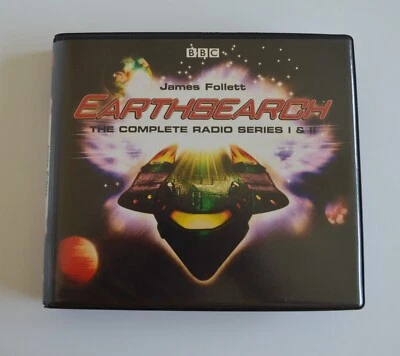 BBC
James Follett
EARTHSEARCH
THE COMPLETE RADIO SERIES I & II